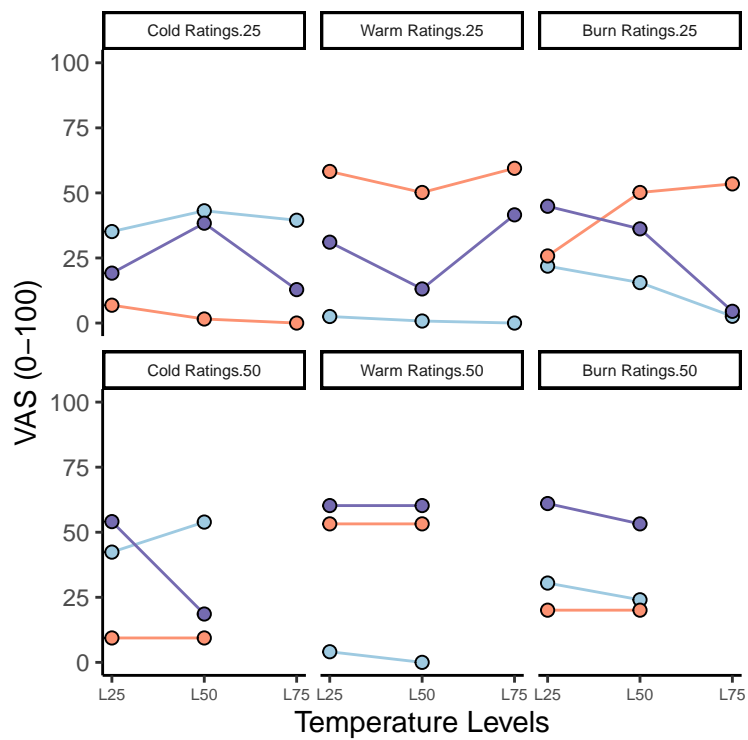 Cold Ratings.25 Warm Ratings.25 Burn Ratings.25
100
75
50
25
0
Cold Ratings.50 Warm Ratings.50 Burn Ratings.50
100
75
50
25
0
VAS (0−100)
L25 L50 L75 L25 L50 L75 L25 L50 L75
Temperature Levels